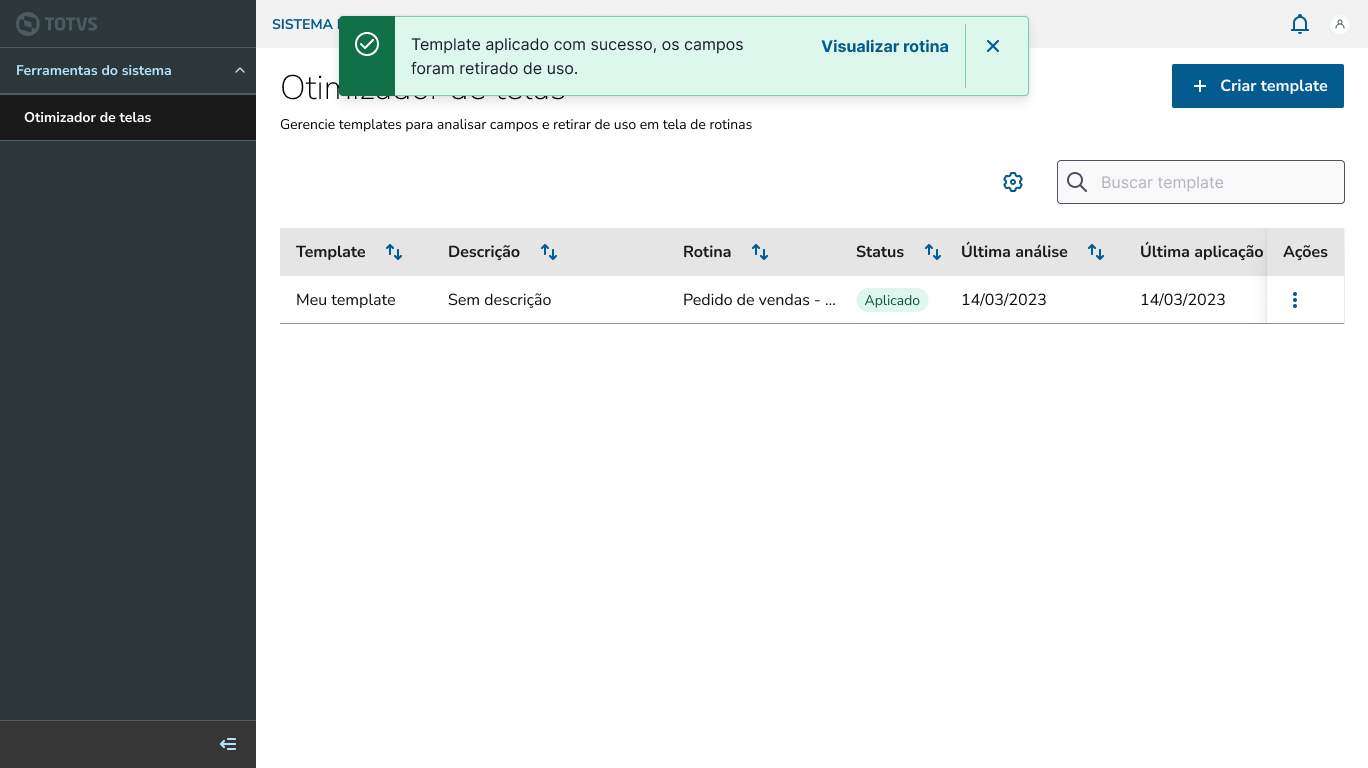 TOTVS
SISTEMA
Template aplicado com sucesso, os campos
foram retirado de uso.
Visualizar rotina
Ferramentas do sistema
Otimizador de telas
Otimizador de telas
Criar template
Gerencie templates para analisar campos e retirar de uso em tela de rotinas
Buscar template
Template Descrição Rotina Status Última análise Última aplicação Ações
Meu template Sem descrição Pedido de vendas - ... Aplicado 14/03/2023 14/03/2023